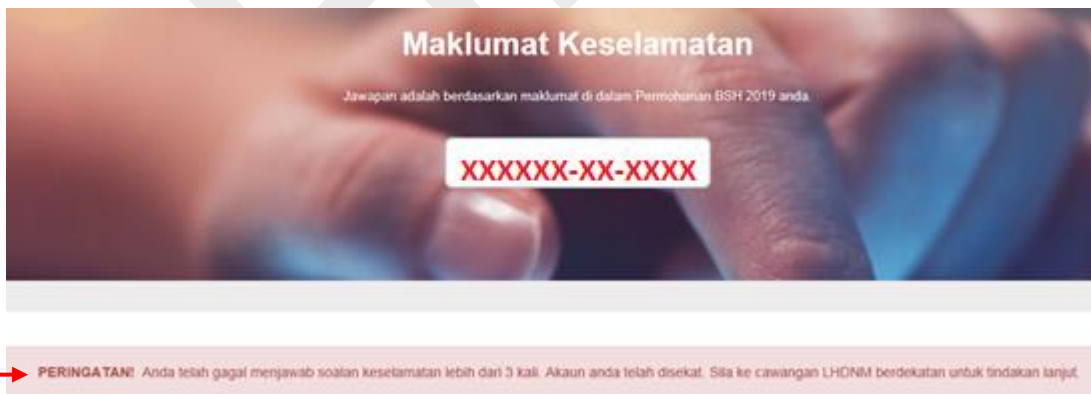 Maklumat Keselamatan
Jawapan adalah berdasarkan maklumat di dalam Permohonan BSH 2019 anda.
XXXXXX-XX-XXXX
PERINGATAN! Anda telah gagal menjawab soalan keselamatan lebih dari 3 kali. Akaun anda telah disekat. Sila ke cawangan LHDNM berdekatan untuk tindakan lanjut.